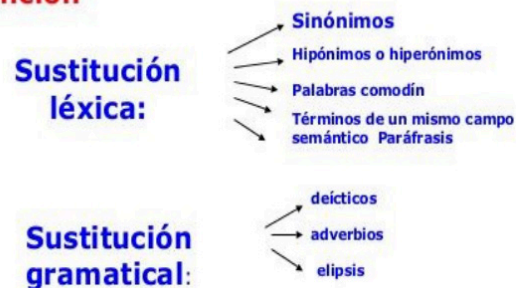 Sustitución
léxica:
Sinónimos
Hipónimos o hiperónimos
Palabras comodín
Términos de un mismo campo
semántico Paráfrasis
Sustitución
gramatical:
deícticos
adverbios
elipsis